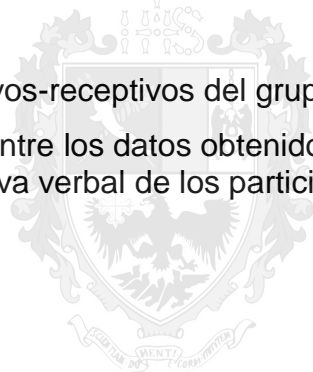 vos-receptivos del grup
ntre los datos obtenido
va verbal de los partici